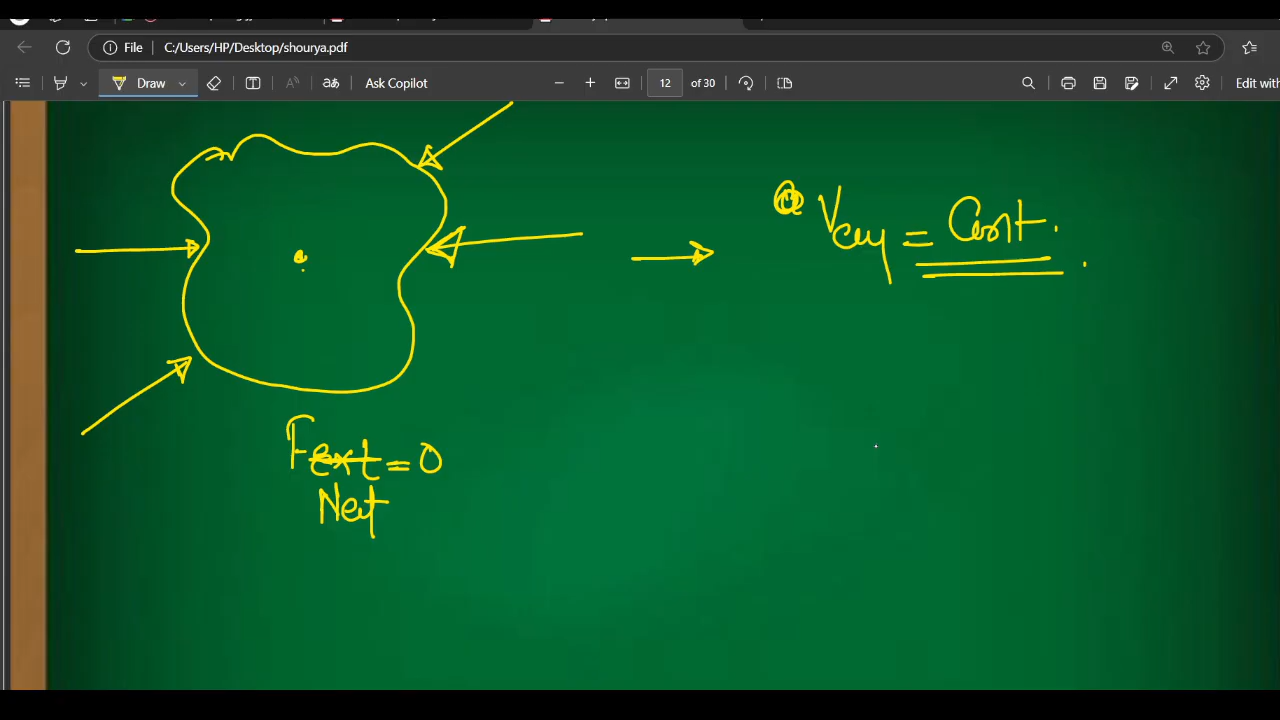 File | C:/Users/HP/Desktop/shourya.pdf
Draw Ask Copilot 12 of 30 Edit with
Vcm = Const.
Fext = 0
Net